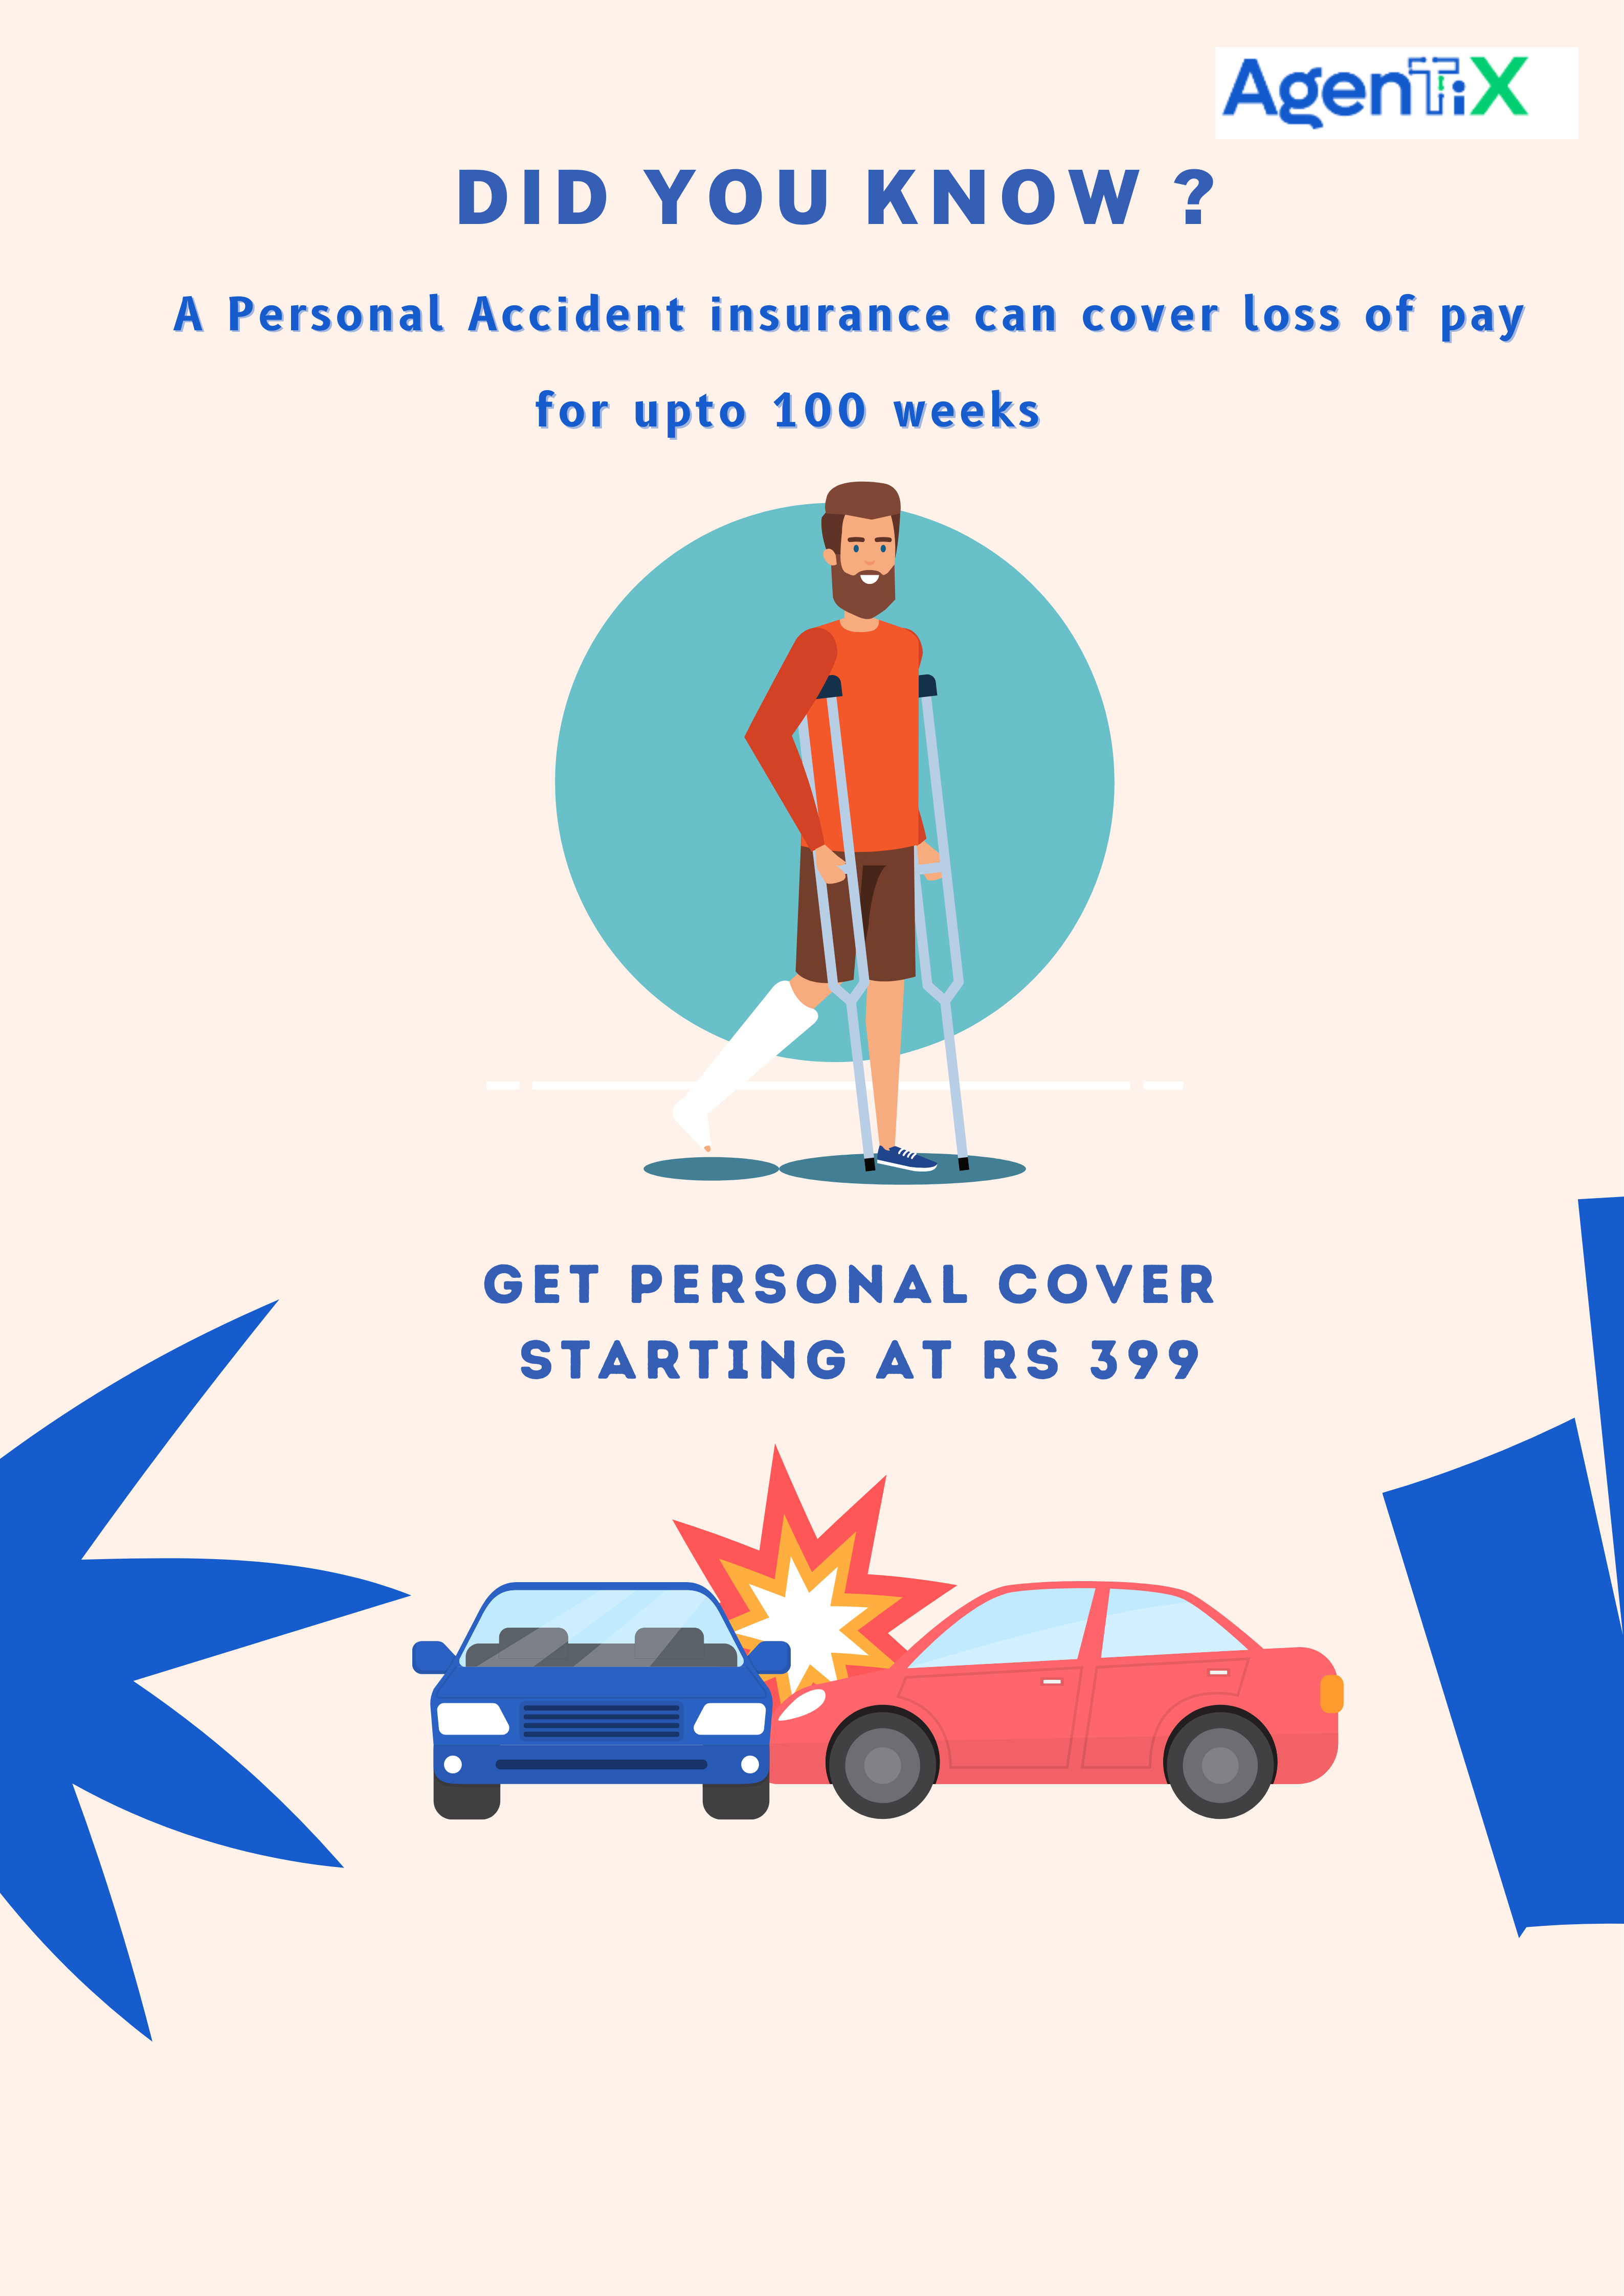 AgenTiX
DID YOU KNOW ?
A Personal Accident insurance can cover loss of pay
for upto 100 weeks
GET PERSONAL COVER
STARTING AT RS 399